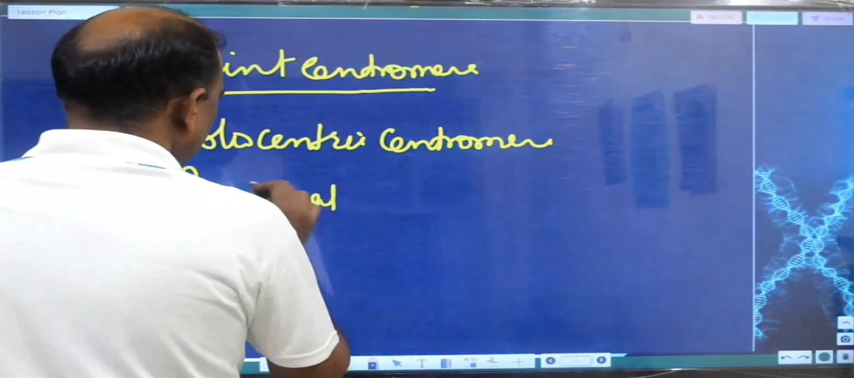 Lesson Plan
int Centromere
olocentric Centromere
al